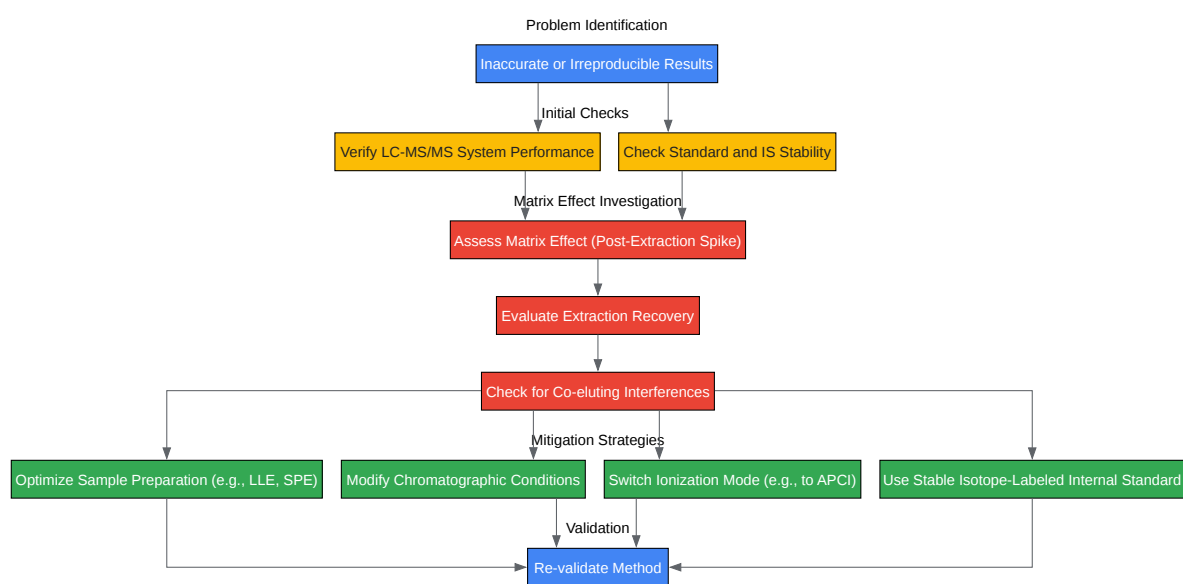 Problem Identification
Inaccurate or Irreproducible Results
Initial Checks
Verify LC-MS/MS System Performance
Check Standard and IS Stability
Matrix Effect Investigation
Assess Matrix Effect (Post-Extraction Spike)
Evaluate Extraction Recovery
Check for Co-eluting Interferences
Mitigation Strategies
Optimize Sample Preparation (e.g., LLE, SPE)
Modify Chromatographic Conditions
Switch Ionization Mode (e.g., to APCI)
Use Stable Isotope-Labeled Internal Standard
Validation
Re-validate Method